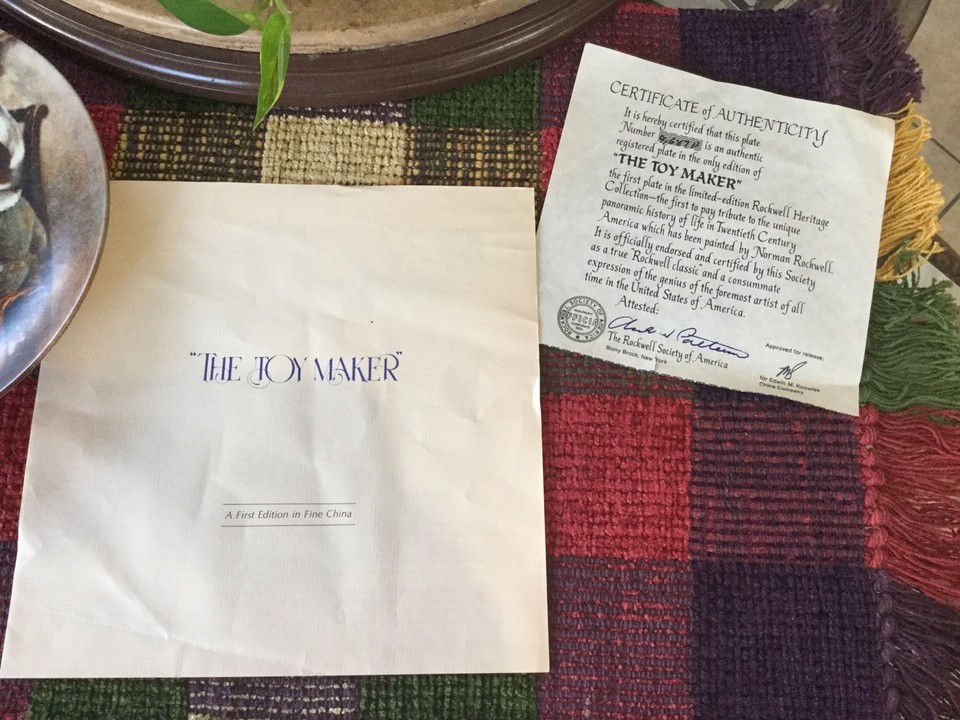 "THE TOY MAKER"
A First Edition in Fine China
CERTIFICATE of AUTHENTICITY
It is hereby certified that this plate
Number is an authentic
registered plate in the only edition of
"THE TOY MAKER"
the first plate in the limited-edition Rockwell Heritage
Collection—the first to pay tribute to the unique
panoramic history of life in Twentieth Century
America which has been painted by Norman Rockwell.
It is officially endorsed and certified by this Society
as a true Rockwell classic and a consummate
expression of the genius of the foremost artist of all
time in the United States of America.
Attested:
The Rockwell Society of America
Stony Brook, New York
Approved for release:
for Edwin M. Knowles
China Company